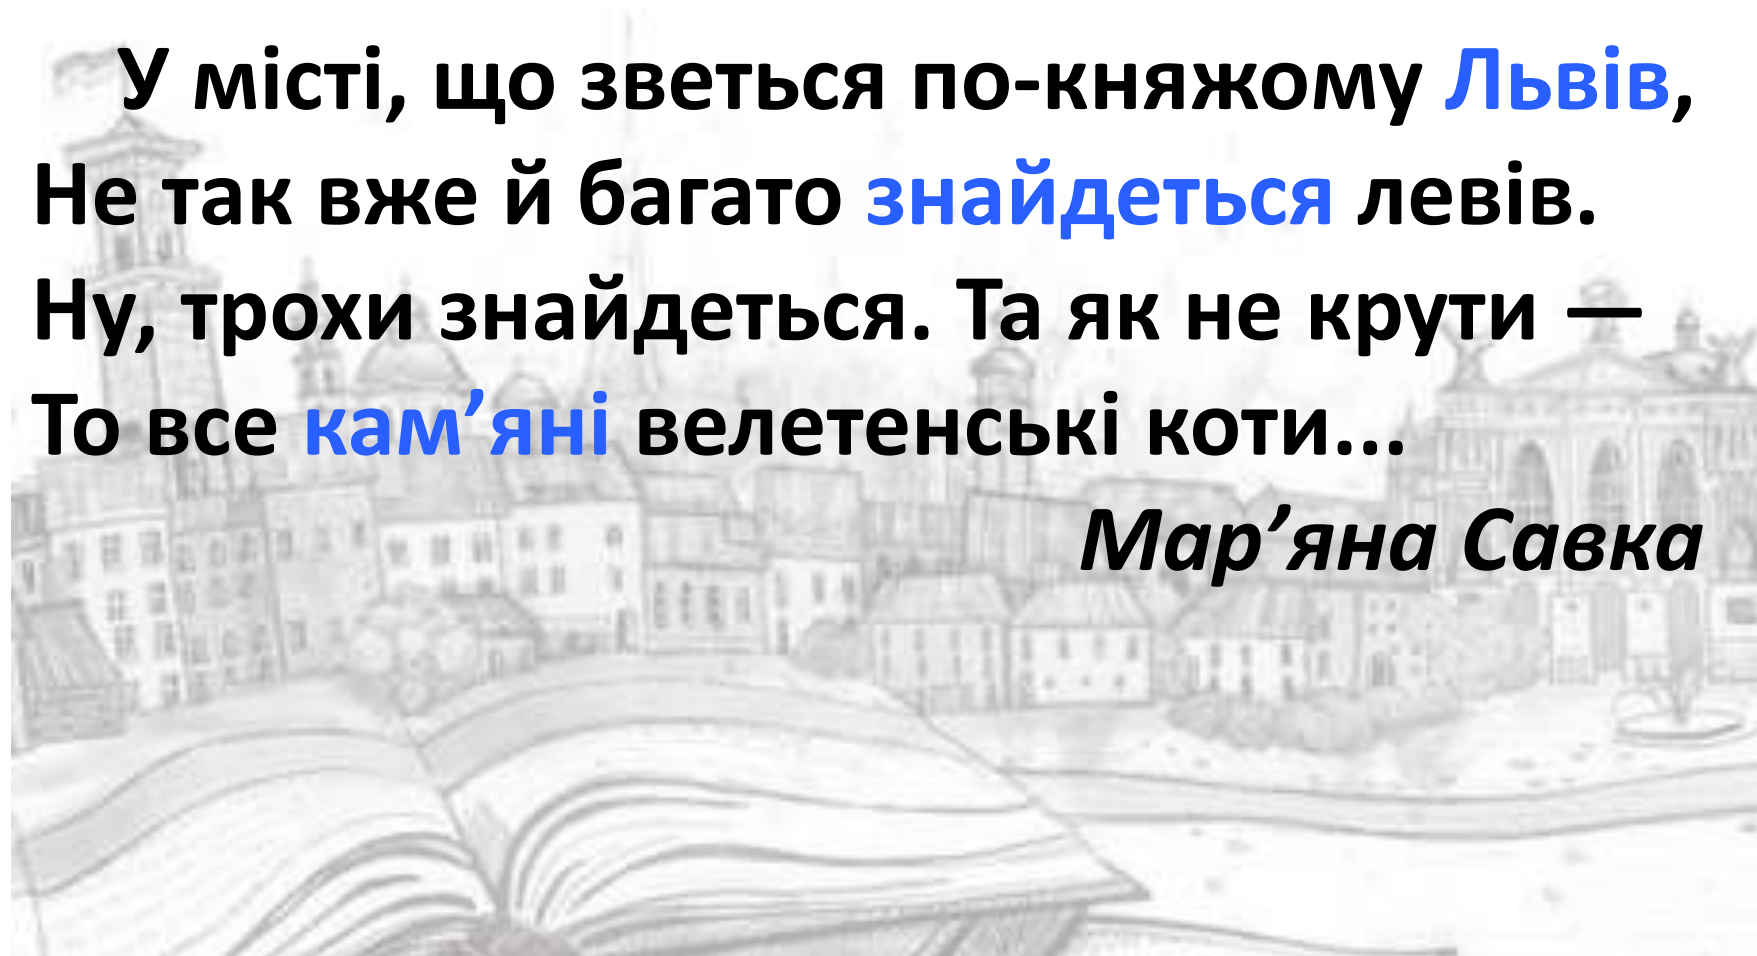 У місті, що зветься по-княжому Львів,
Не так вже й багато знайдеться левів.
Ну, трохи знайдеться. Та як не крути —
То все кам’яні велетенські коти...
Мар’яна Савка